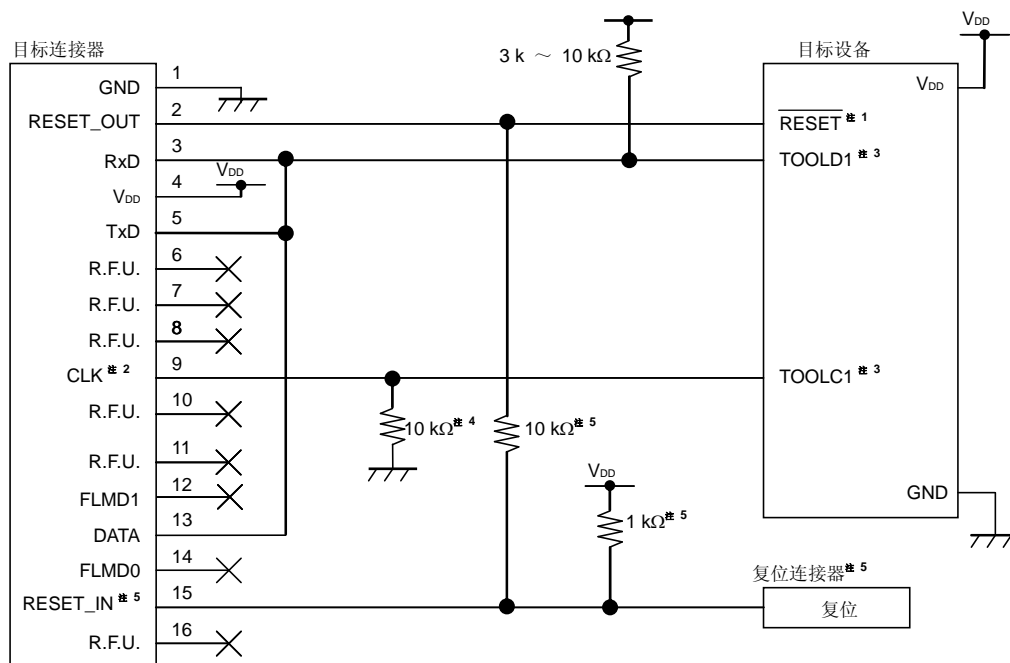 目标连接器
1
GND
2
RESET_OUT
3
RxD
4
VDD
VDD
5
TxD
6
R.F.U.
7
R.F.U.
8
R.F.U.
9
CLK 注 2
10
R.F.U.
11
R.F.U.
12
FLMD1
13
DATA
14
FLMD0
15
RESET_IN 注 5
16
R.F.U.
3 k ~ 10 kΩ
10 kΩ 注 4
10 kΩ 注 5
VDD
1 kΩ 注 5
目标设备
VDD
VDD
RESET 注 1
TOOLD1 注 3
TOOLC1 注 3
GND
复位连接器 注 5
复位